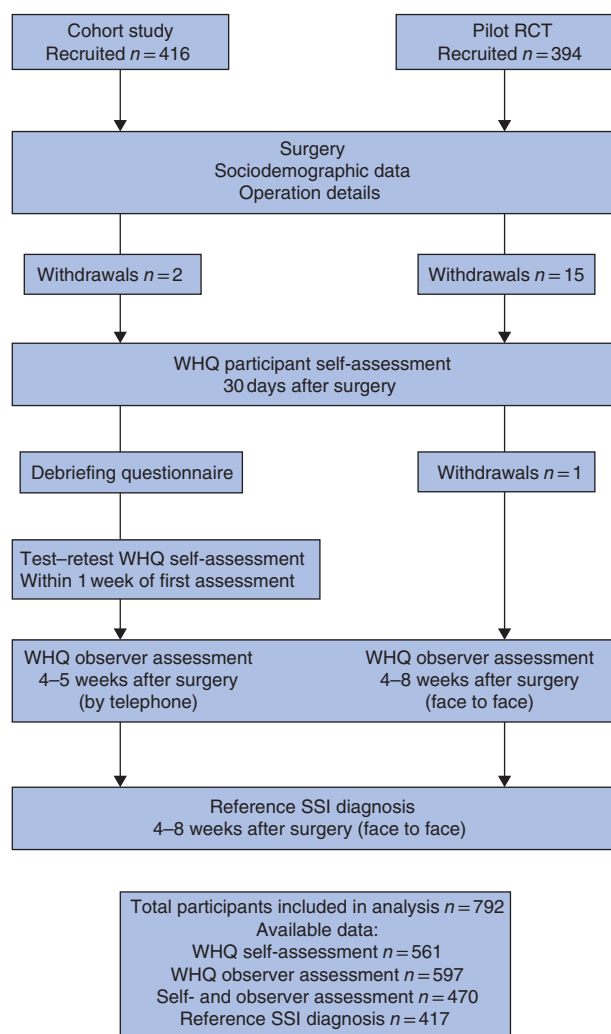 Cohort study
Recruited n = 416
Pilot RCT
Recruited n = 394
Surgery
Sociodemographic data
Operation details
Withdrawals n = 2
Withdrawals n = 15
WHQ participant self-assessment
30 days after surgery
Debriefing questionnaire
Withdrawals n = 1
Test–retest WHQ self-assessment
Within 1 week of first assessment
WHQ observer assessment
4–5 weeks after surgery
(by telephone)
WHQ observer assessment
4–8 weeks after surgery
(face to face)
Reference SSI diagnosis
4–8 weeks after surgery (face to face)
Total participants included in analysis n = 792
Available data:
WHQ self-assessment n = 561
WHQ observer assessment n = 597
Self- and observer assessment n = 470
Reference SSI diagnosis n = 417